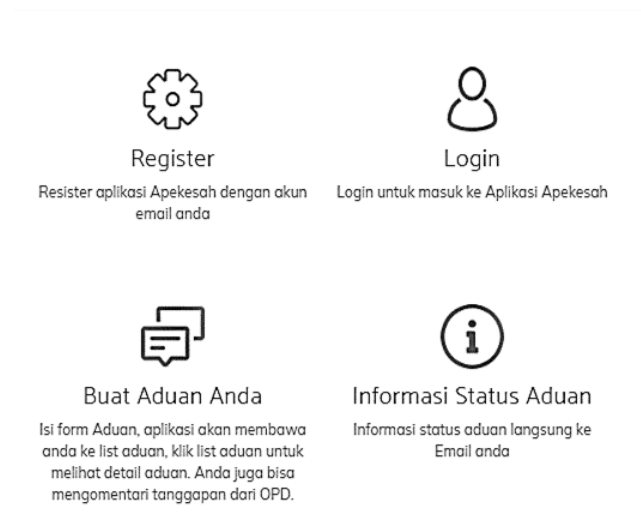 Register
Resister aplikasi Apekesah dengan akun
email anda
Login
Login untuk masuk ke Aplikasi Apekesah
Buat Aduan Anda
Isi form Aduan, aplikasi akan membawa
anda ke list aduan, klik list aduan untuk
melihat detail aduan. Anda juga bisa
mengomentari tanggapan dari OPD.
Informasi Status Aduan
Informasi status aduan langsung ke
Email anda